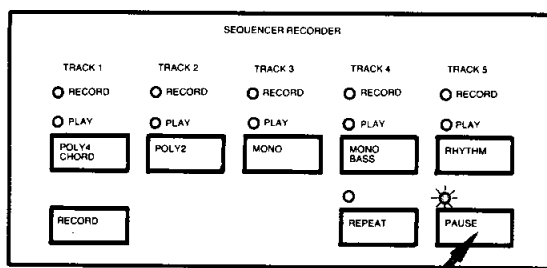 SEQUENCER RECORDER
TRACK 1 TRACK 2 TRACK 3 TRACK 4 TRACK 5
RECORD RECORD RECORD RECORD RECORD
PLAY PLAY PLAY PLAY PLAY
POLY4 CHORD POLY2 MONO MONO BASS RHYTHM
RECORD REPEAT PAUSE